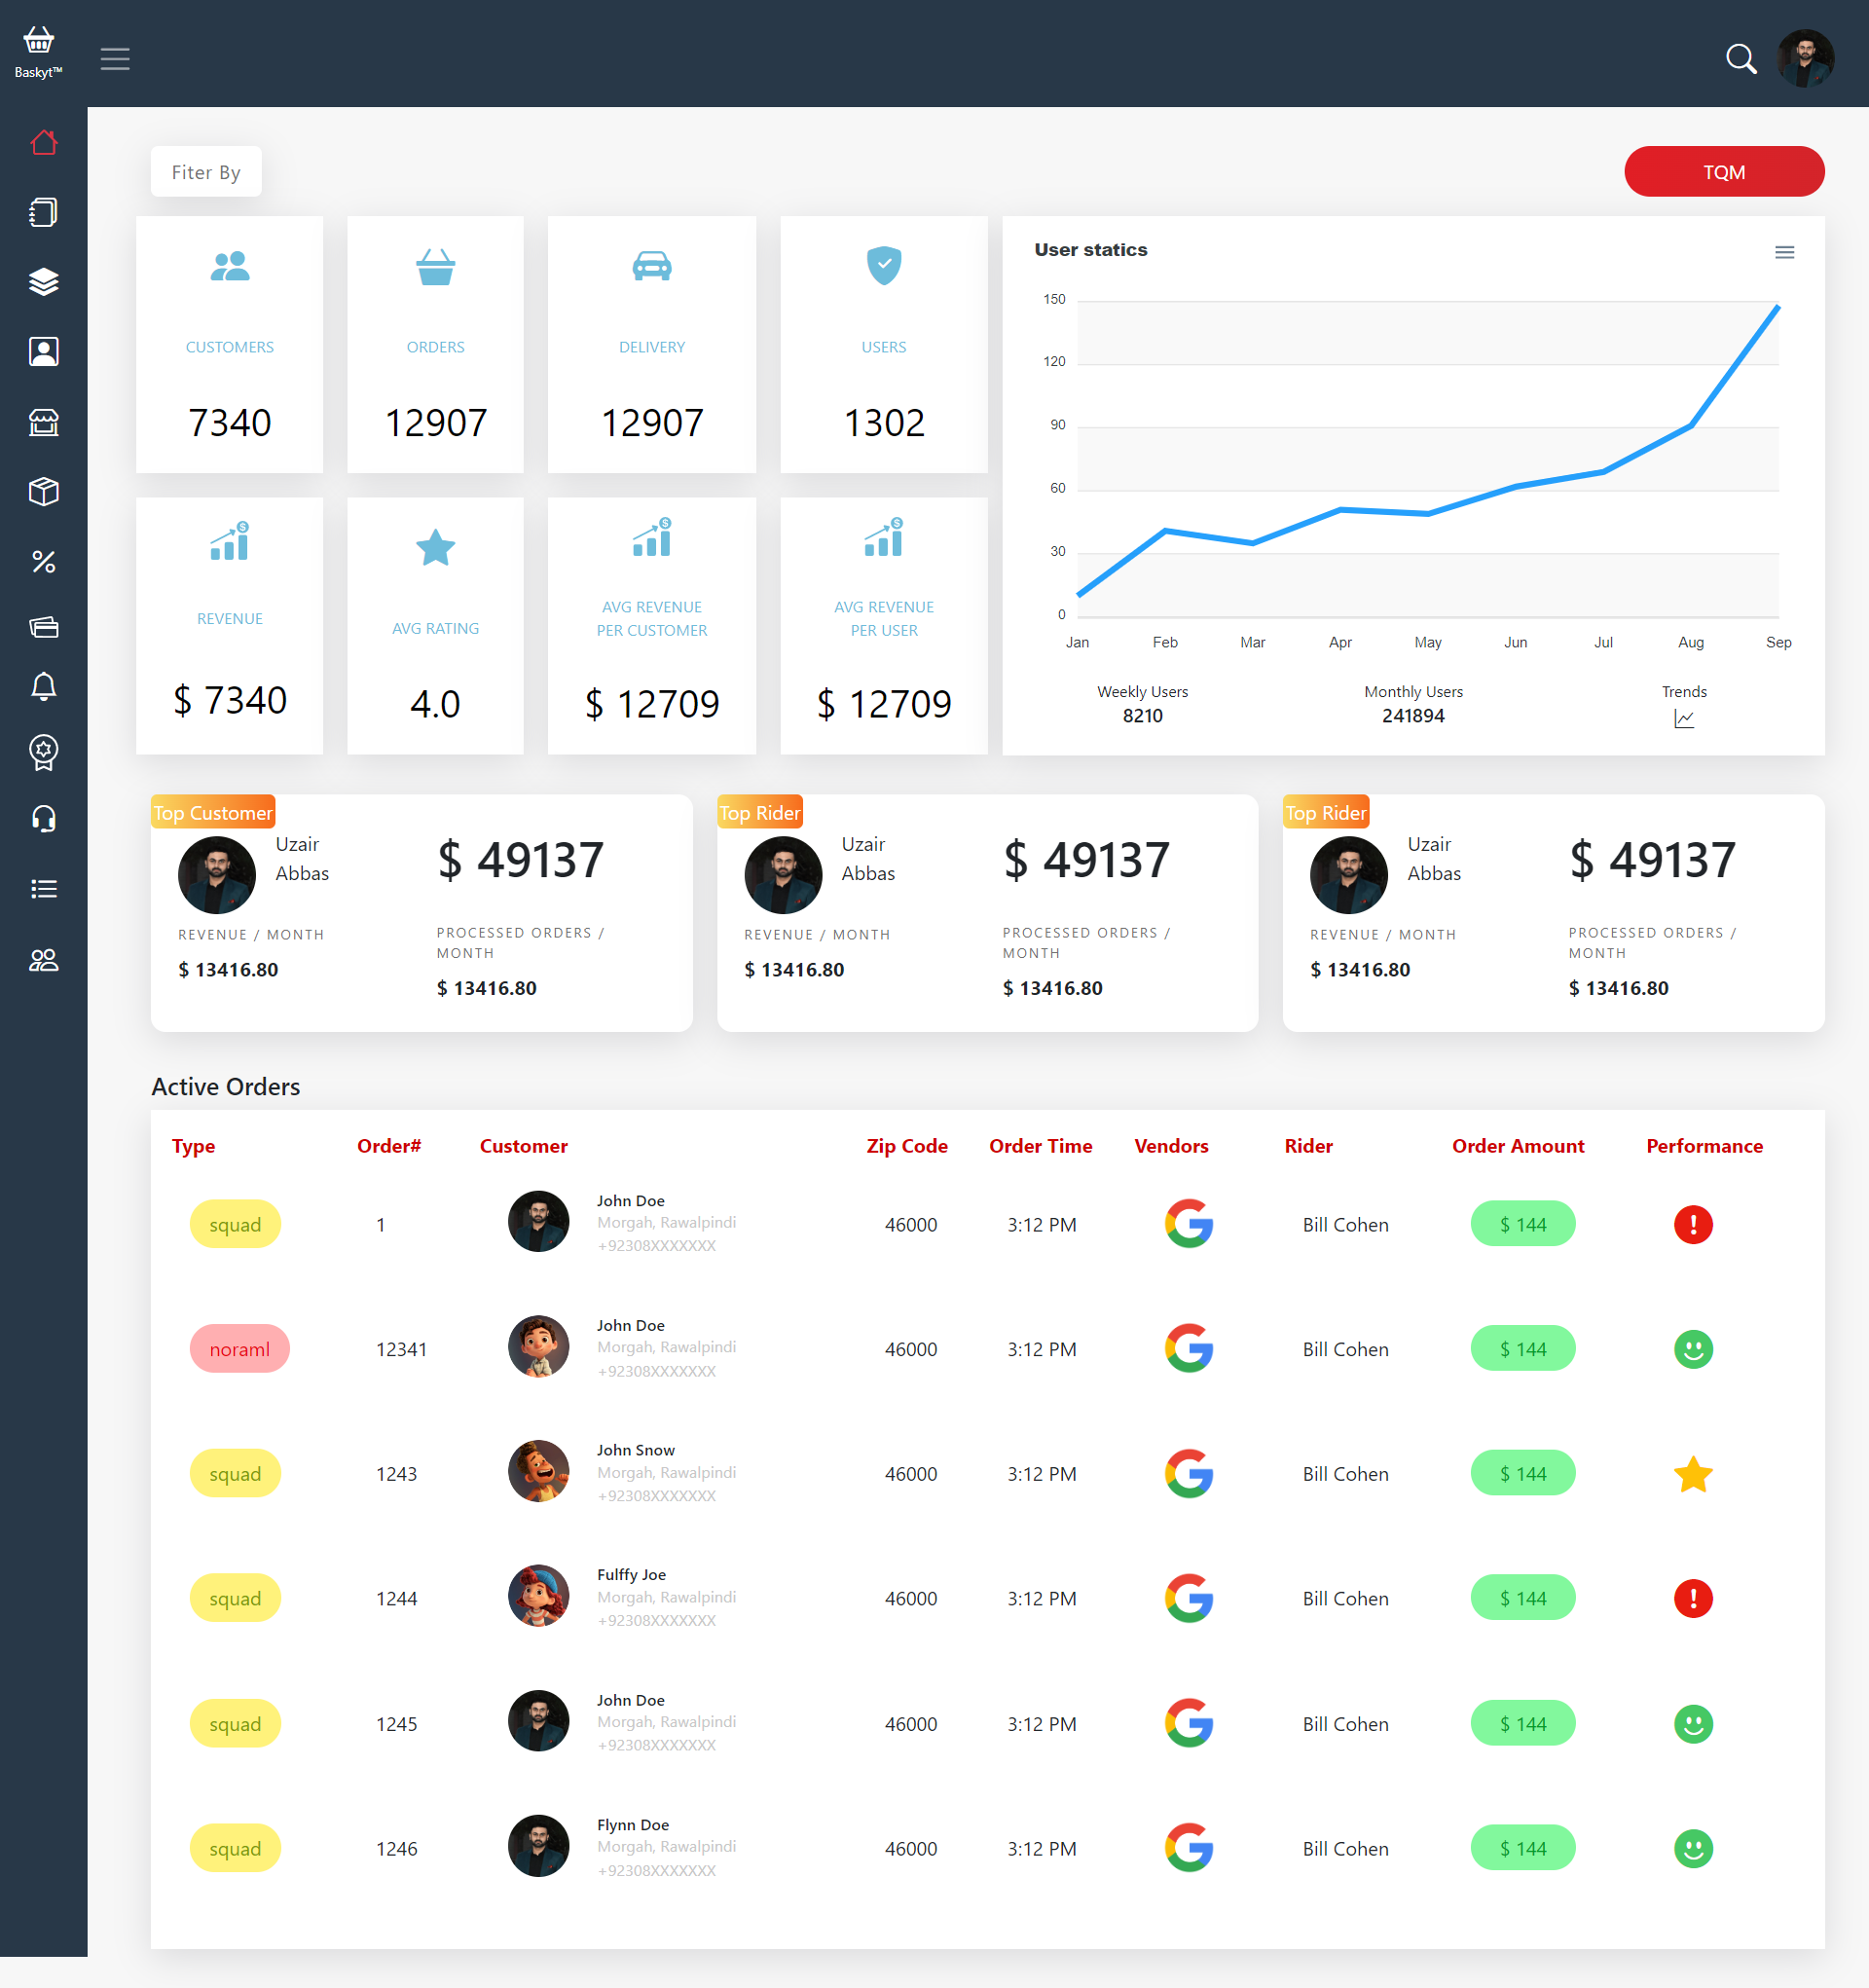 Baskyt™
Fiter By
TQM
CUSTOMERS
7340
ORDERS
12907
DELIVERY
12907
USERS
1302
REVENUE
$ 7340
AVG RATING
4.0
AVG REVENUE
PER CUSTOMER
$ 12709
AVG REVENUE
PER USER
$ 12709
User statics
150
120
90
60
30
0
Jan Feb Mar Apr May Jun Jul Aug Sep
Weekly Users
8210
Monthly Users
241894
Trends
Top Customer
Uzair
Abbas
$ 49137
REVENUE / MONTH
$ 13416.80
PROCESSED ORDERS /
MONTH
$ 13416.80
Top Rider
Uzair
Abbas
$ 49137
REVENUE / MONTH
$ 13416.80
PROCESSED ORDERS /
MONTH
$ 13416.80
Top Rider
Uzair
Abbas
$ 49137
REVENUE / MONTH
$ 13416.80
PROCESSED ORDERS /
MONTH
$ 13416.80
Active Orders
Type Order# Customer Zip Code Order Time Vendors Rider Order Amount Performance
squad 1 John Doe 46000 3:12 PM Bill Cohen $ 144
Morgah, Rawalpindi
+92308XXXXXXX
noraml 12341 John Doe 46000 3:12 PM Bill Cohen $ 144
Morgah, Rawalpindi
+92308XXXXXXX
squad 1243 John Snow 46000 3:12 PM Bill Cohen $ 144
Morgah, Rawalpindi
+92308XXXXXXX
squad 1244 Fulffy Joe 46000 3:12 PM Bill Cohen $ 144
Morgah, Rawalpindi
+92308XXXXXXX
squad 1245 John Doe 46000 3:12 PM Bill Cohen $ 144
Morgah, Rawalpindi
+92308XXXXXXX
squad 1246 Flynn Doe 46000 3:12 PM Bill Cohen $ 144
Morgah, Rawalpindi
+92308XXXXXXX